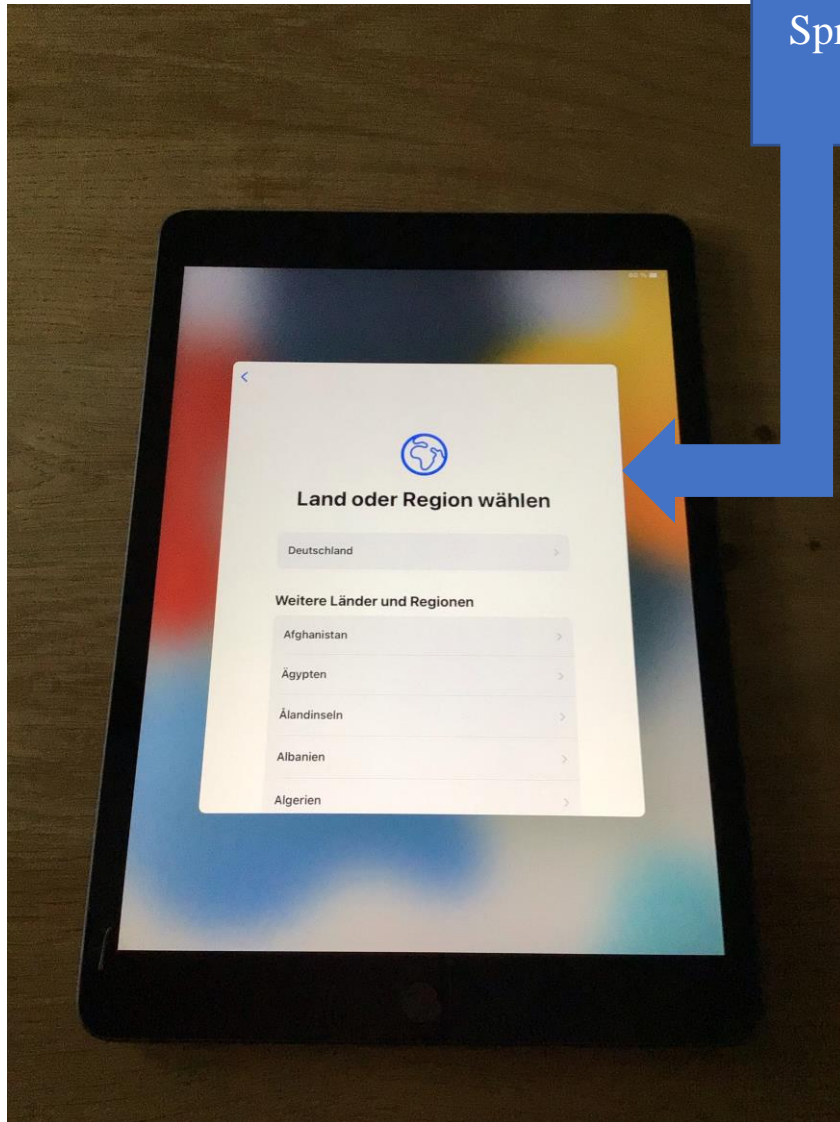 Spr
Land oder Region wählen
Deutschland
Weitere Länder und Regionen
Afghanistan
Ägypten
Ålandinseln
Albanien
Algerien